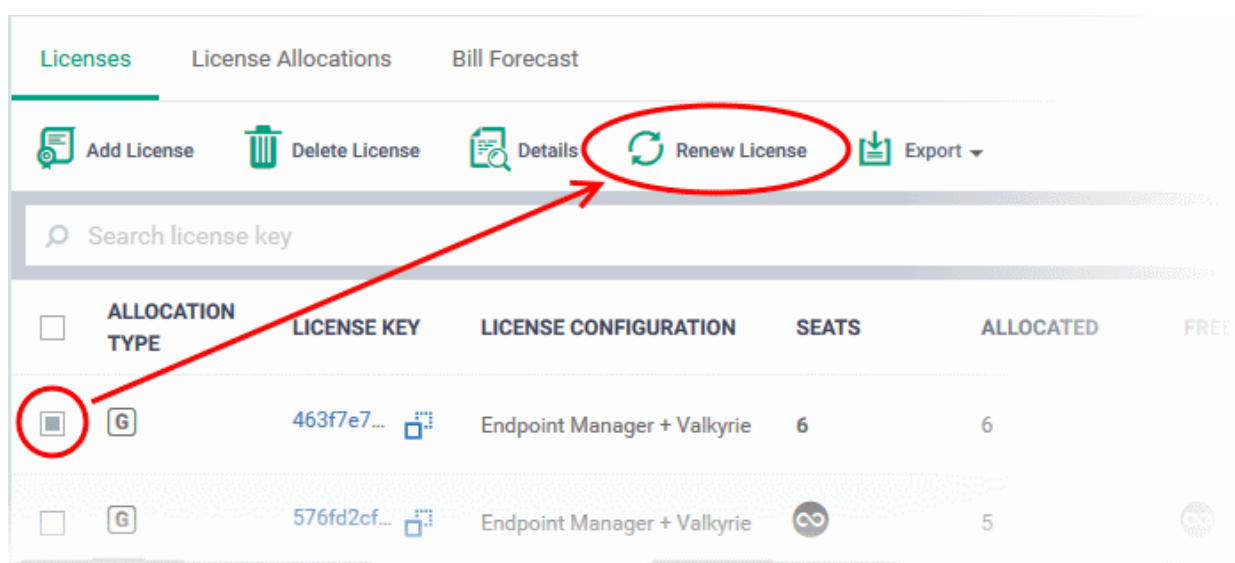 Licenses License Allocations Bill Forecast
Add License Delete License Details Renew License Export
Search license key
ALLOCATION TYPE LICENSE KEY LICENSE CONFIGURATION SEATS ALLOCATED FREE
G 463f7e7... Endpoint Manager + Valkyrie 6 6
G 576fd2cf... Endpoint Manager + Valkyrie 5